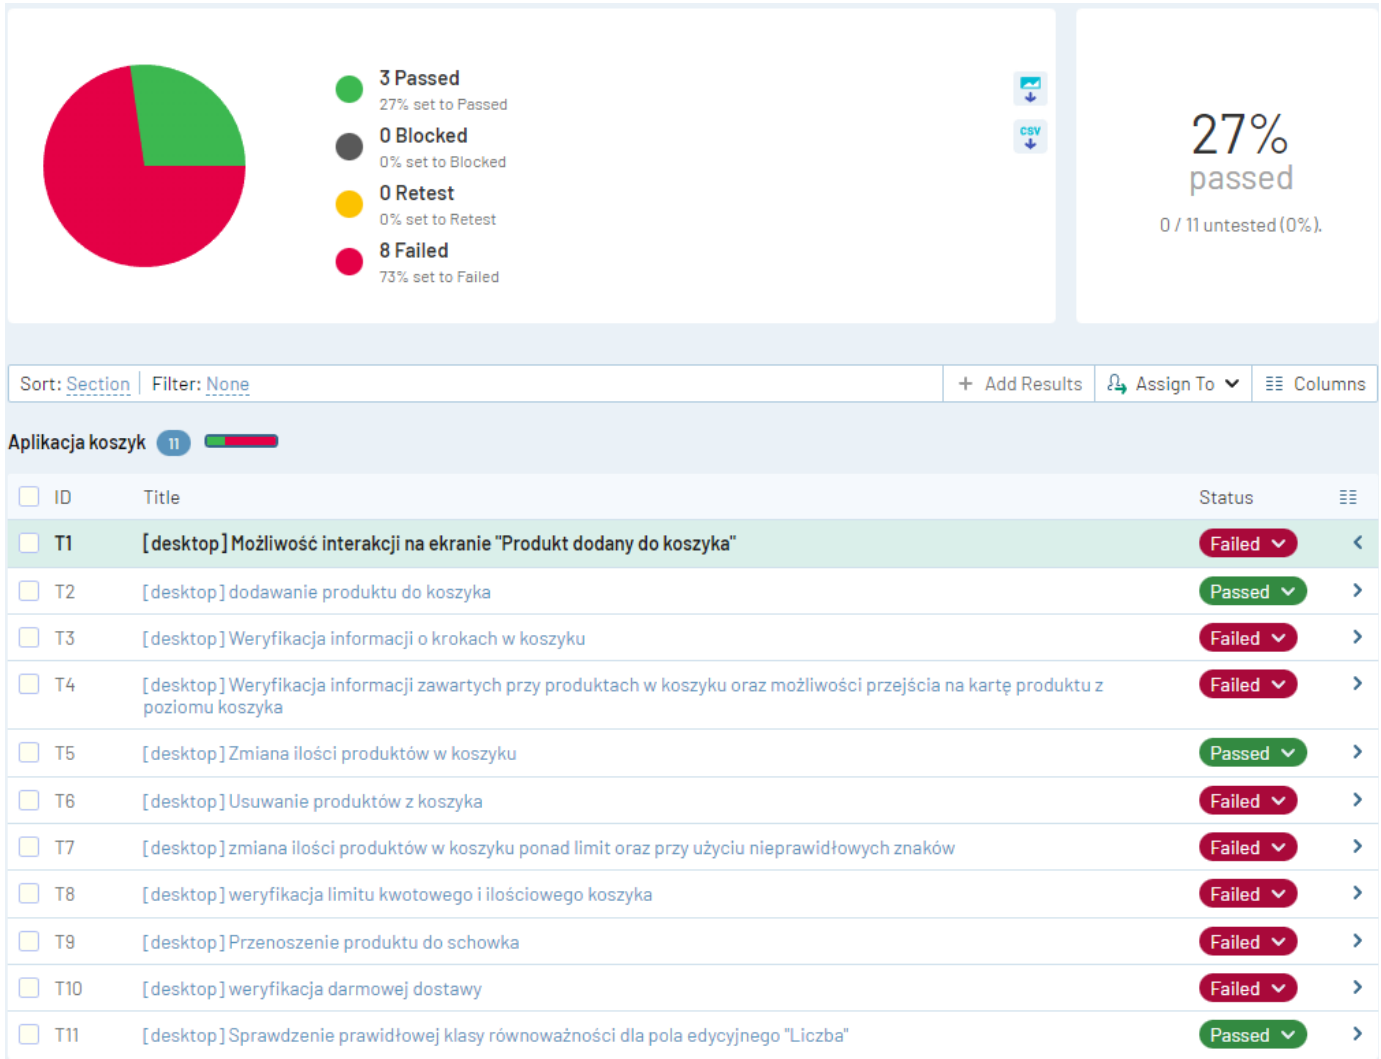 3 Passed
27% set to Passed
0 Blocked
0% set to Blocked
0 Retest
0% set to Retest
8 Failed
73% set to Failed
CSV
27%
passed
0 / 11 untested (0%).
Sort: Section | Filter: None
+ Add Results
Assign To
Columns
Aplikacja koszyk 11
ID Title Status
T1 [desktop] Możliwość interakcji na ekranie "Produkt dodany do koszyka" Failed
T2 [desktop] dodawanie produktu do koszyka Passed
T3 [desktop] Weryfikacja informacji o krokach w koszyku Failed
T4 [desktop] Weryfikacja informacji zawartych przy produktach w koszyku oraz możliwości przejścia na kartę produktu z Failed
poziomu koszyka
T5 [desktop] Zmiana ilości produktów w koszyku Passed
T6 [desktop] Usuwanie produktów z koszyka Failed
T7 [desktop] zmiana ilości produktów w koszyku ponad limit oraz przy użyciu nieprawidłowych znaków Failed
T8 [desktop] weryfikacja limitu kwotowego i ilościowego koszyka Failed
T9 [desktop] Przenoszenie produktu do schowka Failed
T10 [desktop] weryfikacja darmowej dostawy Failed
T11 [desktop] Sprawdzenie prawidłowej klasy równoważności dla pola edycyjnego "Liczba" Passed